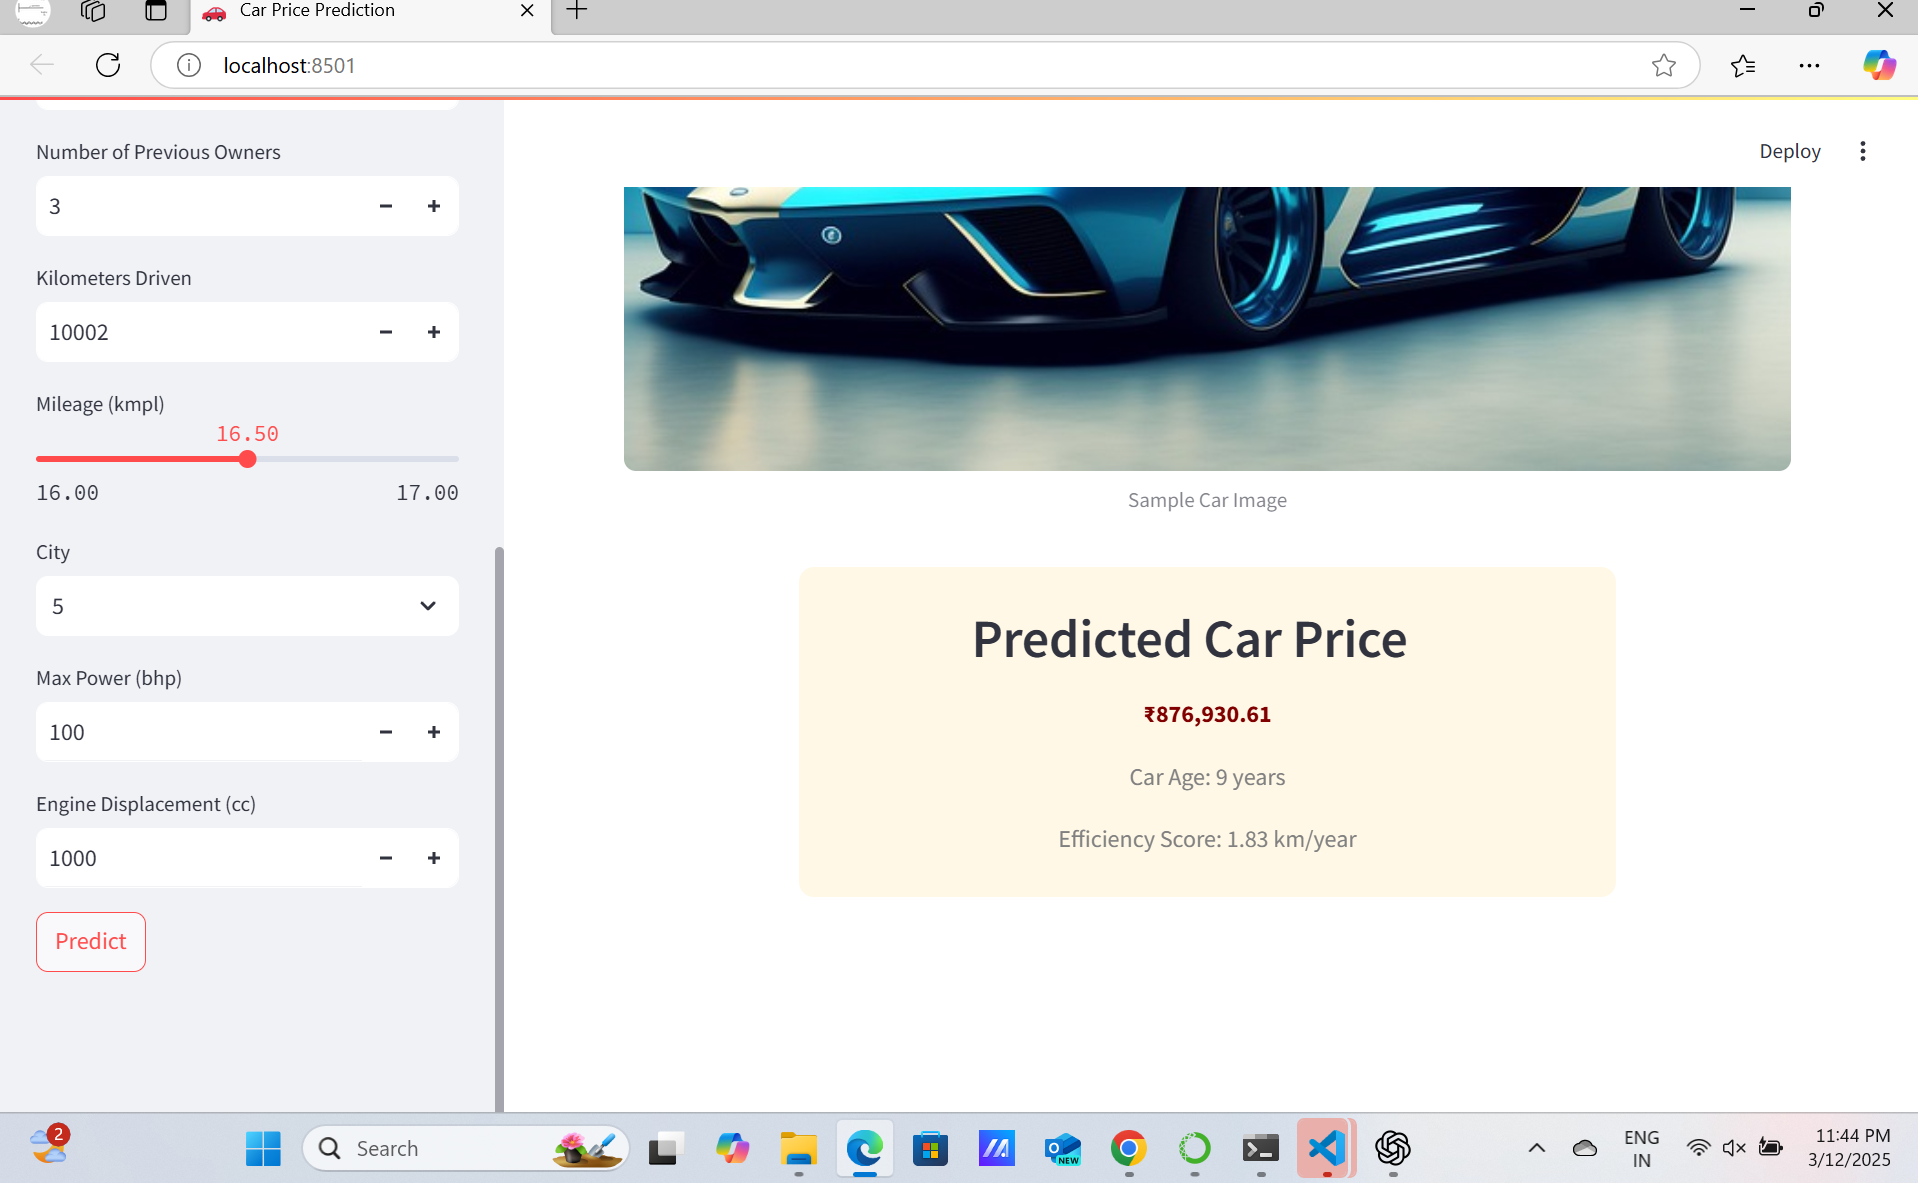 Car Price Prediction
localhost:8501
Deploy
Number of Previous Owners
3
Kilometers Driven
10002
Mileage (kmpl)
16.50
16.00 17.00
City
5
Max Power (bhp)
100
Engine Displacement (cc)
1000
Predict
Sample Car Image
Predicted Car Price
₹876,930.61
Car Age: 9 years
Efficiency Score: 1.83 km/year
2
Search
NEW
ENG
IN
11:44 PM
3/12/2025